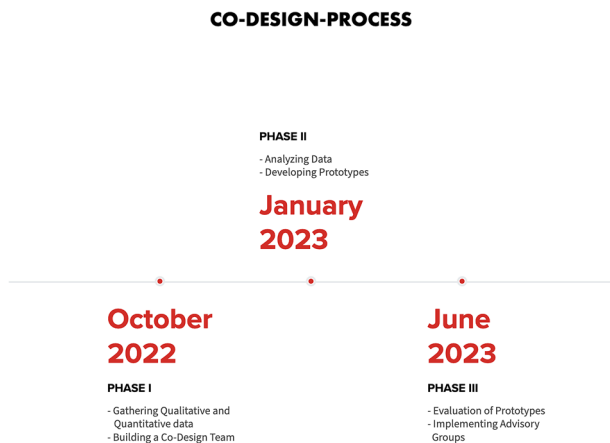 CO-DESIGN-PROCESS
PHASE II
- Analyzing Data
- Developing Prototypes
January
2023
October
2022
PHASE I
- Gathering Qualitative and
Quantitative data
- Building a Co-Design Team
June
2023
PHASE III
- Evaluation of Prototypes
- Implementing Advisory
Groups